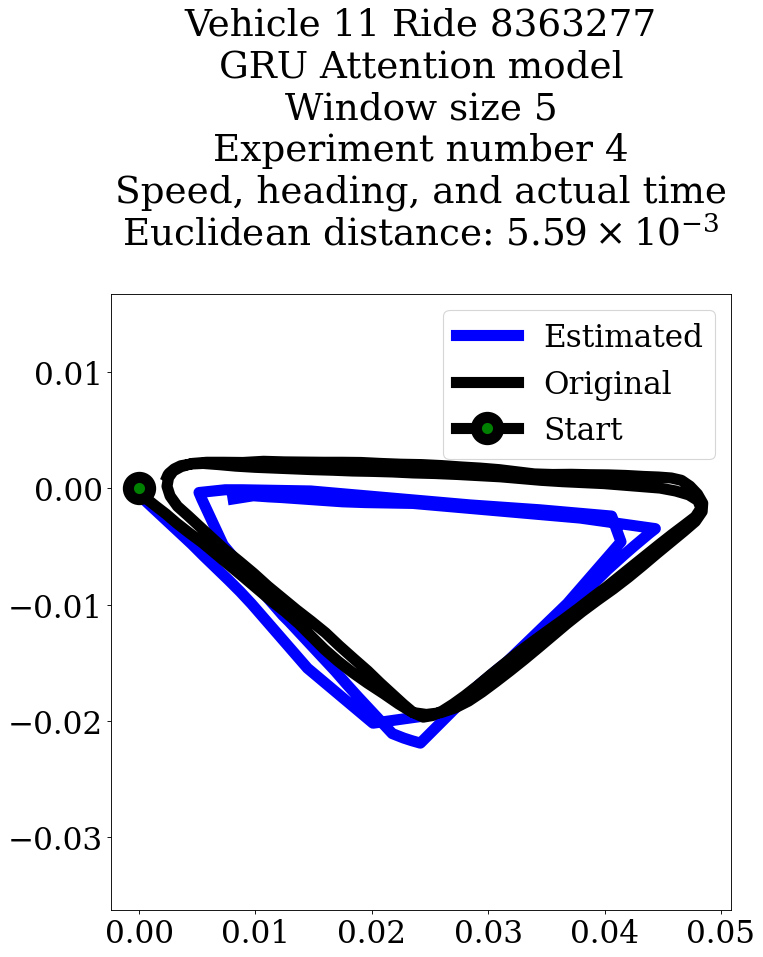 Vehicle 11 Ride 8363277
GRU Attention model
Window size 5
Experiment number 4
Speed, heading, and actual time
Euclidean distance: 5.59 × 10⁻³
Estimated
Original
Start
0.01
0.00
−0.01
−0.02
−0.03
0.00 0.01 0.02 0.03 0.04 0.05